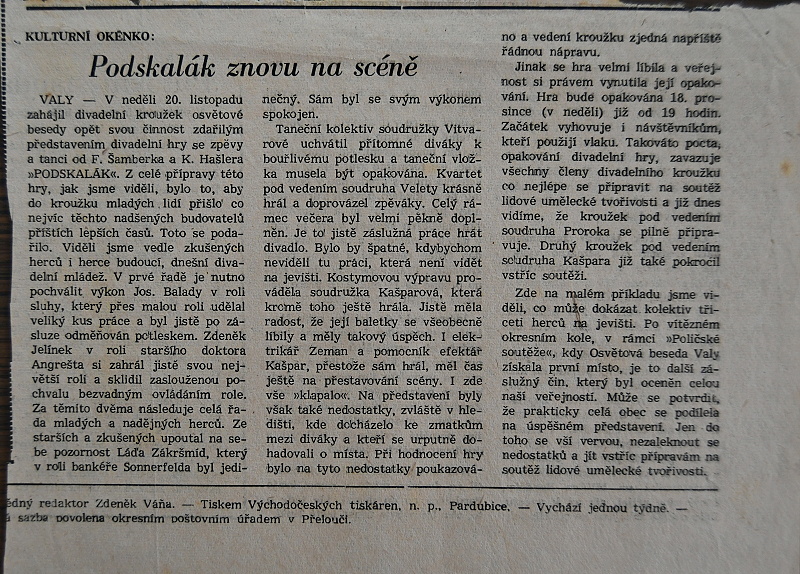 KULTURNÍ OKÉNKO:
Podskalák znovu na scéně
VALY — V neděli 20. listopadu
zahájil divadelní kroužek osvětové
besedy opět svou činnost zdařilým
představením divadelní hry se zpěvy
a tanci od F. Šamberka a K. Hašlera
»PODSKALÁK«. Z celé přípravy této
hry, jak jsme viděli, bylo to, aby
do kroužku mladých lidí přišlo co
nejvíc těchto nadšených budovatelů
příštích lepších časů. Toto se poda-
řilo. Viděli jsme vedle zkušených
herců i herce budoucí, dnešní diva-
delní mládež. V prvé řadě je nutno
pochválit výkon Jos. Balady v roli
sluhy, který přes malou roli udělal
veliký kus práce a byl jistě po zá-
sluze odměňován potleskem. Zdeněk
Jelínek v roli staršího doktora
Angrešta si zahrál jistě svou nej-
větší roli a sklidil zaslouženou po-
chvalu bezvadným ovládáním role.
Za těmito dvěma následuje celá řa-
da mladých a nadějných herců. Ze
starších a zkušených upoutal na se-
be pozornost Láďa Zákršmíd, který
v roli bankéře Sonnerfelda byl jedi-
nečný. Sám byl se svým výkonem
spokojen.
Taneční kolektiv soudružky Vítva-
rové uchvátil přítomné diváky k
bouřlivému potlesku a taneční vlož-
ka musela být opakována. Kvartet
pod vedením soudruha Velety krásně
hrál a doprovázel zpěváky. Celý rá-
mec večera byl velmi pěkně dopl-
něn. Je to jistě záslužná práce hrát
divadlo. Bylo by špatné, kdybychom
neviděli tu práci, která není vidět
na jevišti. Kostymovou výpravu pro-
váděla soudružka Kašparová, která
kromě toho ještě hrála. Jistě měla
radost, že její baletky se všeobecně
líbily a měly takový úspěch. I elek-
trikář Zeman a pomocník efektář
Kašpar, přestože sám hrál, měl čas
ještě na přestavování scény. I zde
vše »klapalo«. Na představení byly
však také nedostatky, zvláště v hle-
dišti, kde docházelo ke zmatkům
mezi diváky a kteří se urputně do-
hadovali o místa. Při hodnocení hry
bylo na tyto nedostatky poukazová-
no a vedení kroužku zjedná napříště
řádnou nápravu.
Jinak se hra velmi líbila a veřej-
nost si právem vynutila její opako-
vání. Hra bude opakována 18. pro-
since (v neděli) již od 19 hodin.
Začátek vyhovuje i návštěvníkům,
kteří použijí vlaku. Takováto pocta,
opakování divadelní hry, zavazuje
všechny členy divadelního kroužku
co nejlépe se připravit na soutěž
lidové umělecké tvořivosti a již dnes
vidíme, že kroužek pod vedením
soudruha Proroka se pilně připra-
vuje. Druhý kroužek pod vedením
soudruha Kašpara již také pokročil
vstříc soutěži.
Zde na malém příkladu jsme vi-
děli, co může dokázat kolektiv tři-
ceti herců na jevišti. Po vítězném
okresním kole, v rámci »Poličské
soutěže«, kdy Osvětová beseda Valy
získala první místo, je to další zá-
služný čin, který byl oceněn celou
naší veřejností. Může se potvrdit,
že prakticky celá obec se podílela
na úspěšném představení. Jen do
toho se vší vervou, nezaleknout se
nedostatků a jít vstříc přípravám na
soutěž lidové umělecké tvořivosti.
ědný redaktor Zdeněk Váňa. — Tiskem Východočeských tiskáren, n. p., Pardubice. — Vychází jednou týdně. —
á sazba povolena okresním poštovním úřadem v Přelouči.